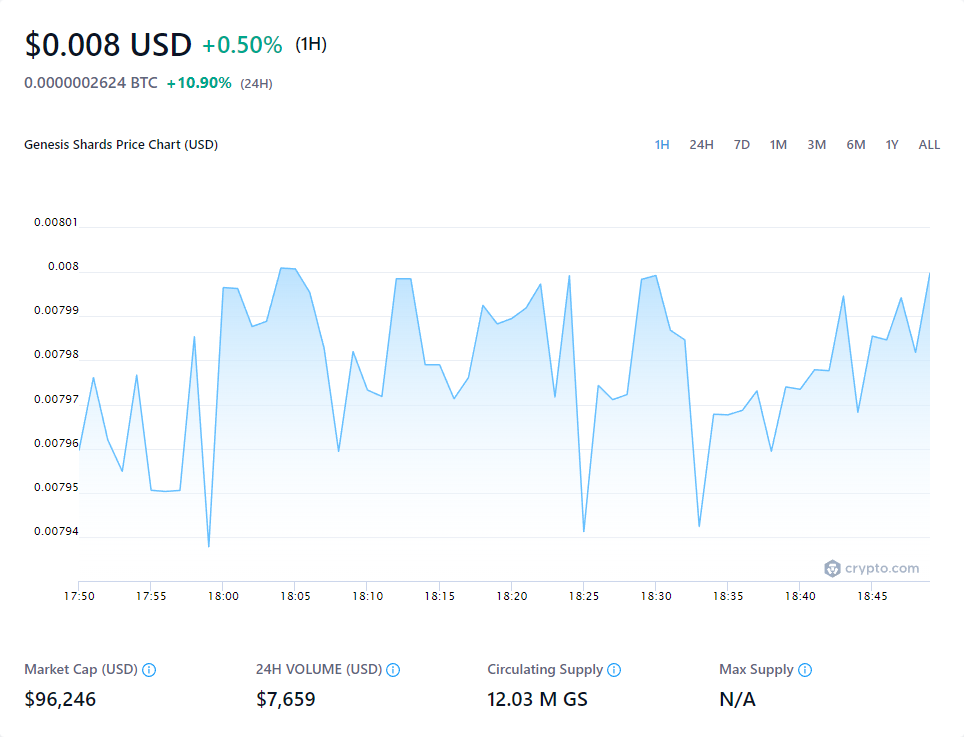 $0.008 USD +0.50% (1H)
0.0000002624 BTC +10.90% (24H)
Genesis Shards Price Chart (USD) 1H 24H 7D 1M 3M 6M 1Y ALL
0.00801
0.008
0.00799
0.00798
0.00797
0.00796
0.00795
0.00794
crypto.com
17:50 17:55 18:00 18:05 18:10 18:15 18:20 18:25 18:30 18:35 18:40 18:45
Market Cap (USD) 24H VOLUME (USD) Circulating Supply Max Supply
$96,246 $7,659 12.03 M GS N/A